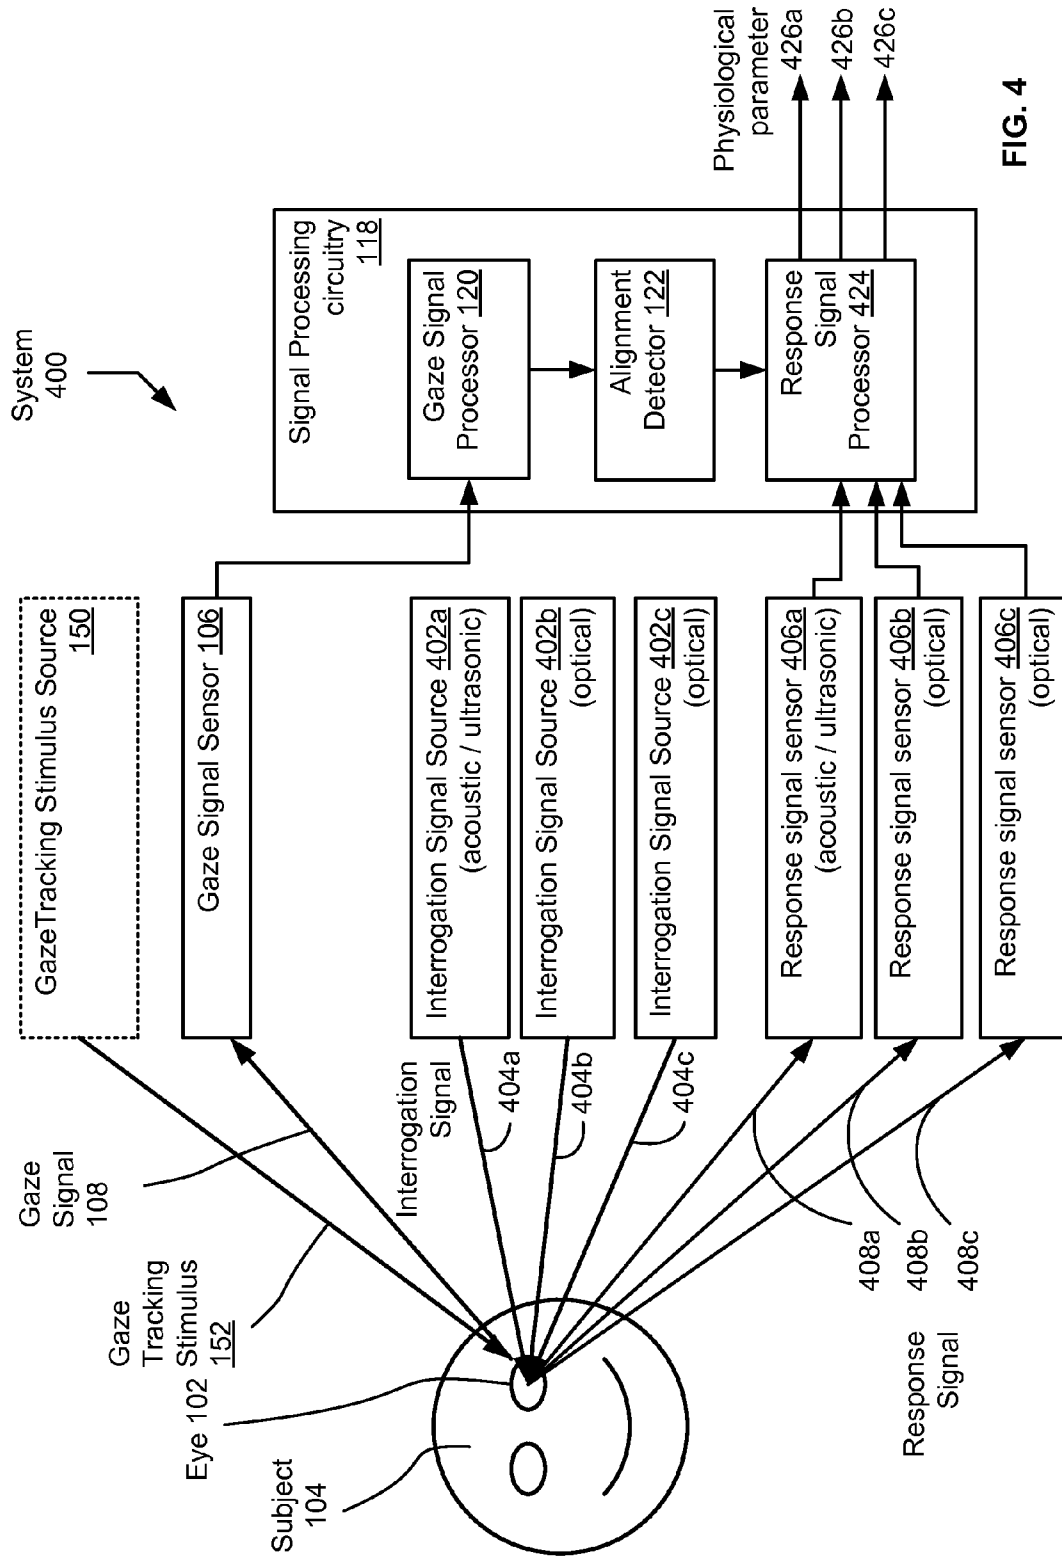 System
400
GazeTracking Stimulus Source
150
Gaze Signal Sensor 106
Interrogation Signal Source 402a
(acoustic / ultrasonic)
Interrogation Signal Source 402b
(optical)
Interrogation Signal Source 402c
(optical)
Response signal sensor 406a
(acoustic / ultrasonic)
Response signal sensor 406b
(optical)
Response signal sensor 406c
(optical)
Signal Processing
circuitry
118
Gaze Signal
Processor 120
Alignment
Detector 122
Response
Signal
Processor 424
Physiological
parameter
426a
426b
426c
Gaze
Signal
108
Gaze
Tracking
Stimulus
152
Eye 102
Subject
104
Interrogation
Signal
404a
404b
404c
408a
408b
408c
Response
Signal
FIG. 4